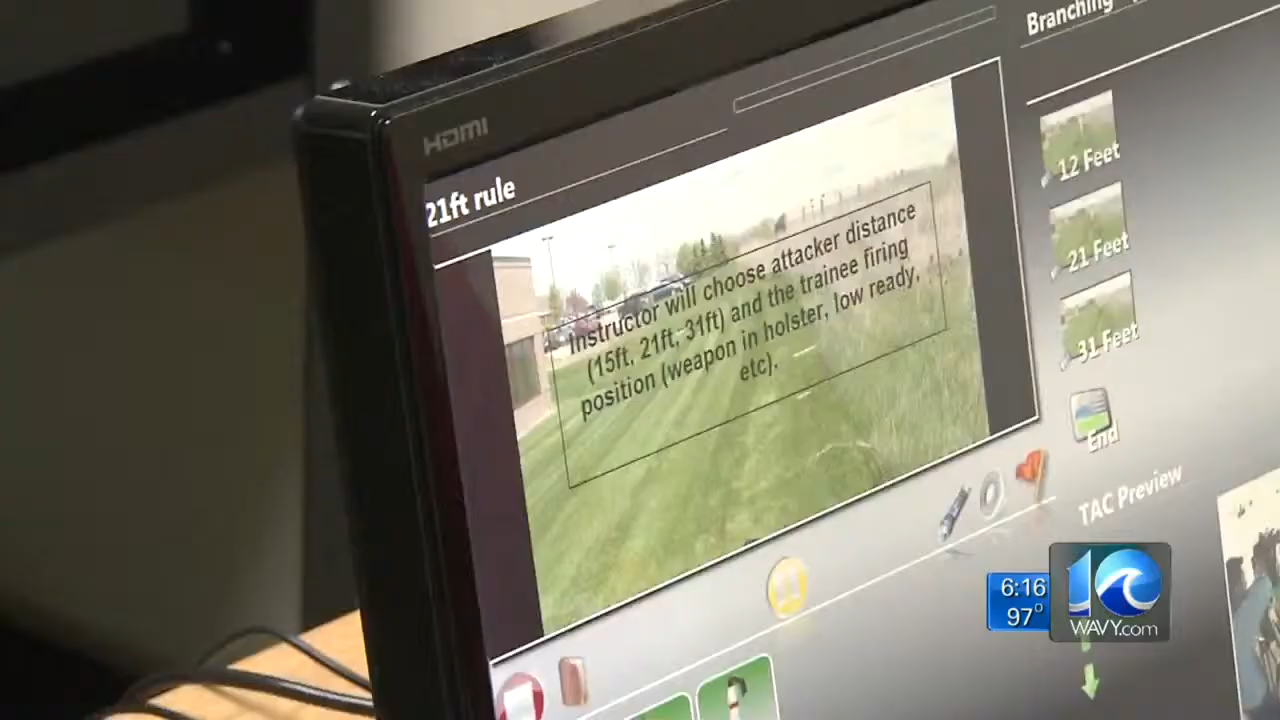 HDMI
21ft rule
Instructor will choose attacker distance
(15ft, 21ft, 31ft) and the trainee firing
position (weapon in holster, low ready,
etc).
Branching
12 Feet
21 Feet
31 Feet
End
TAC Preview
6:16
97°
10
WAVY.com